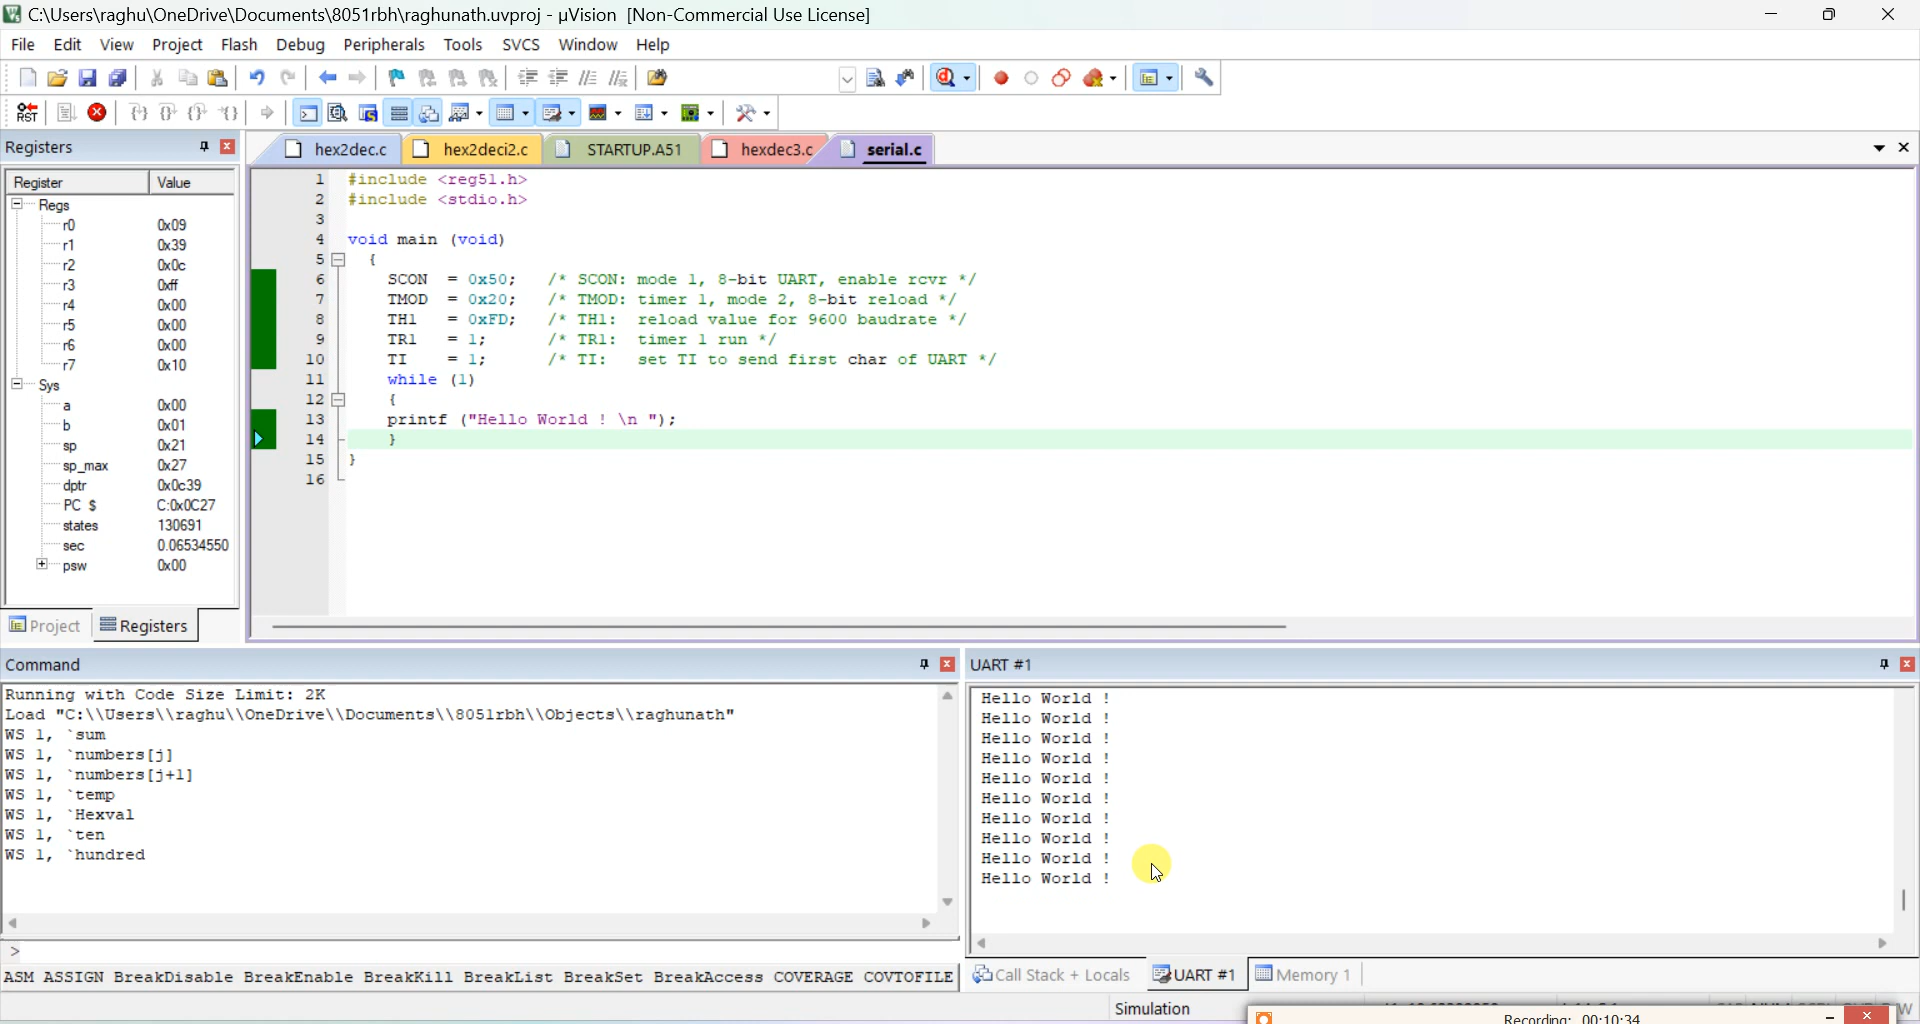 C:\Users\raghu\OneDrive\Documents\8051rbh\raghunath.uvproj - µVision [Non-Commercial Use License]
File Edit View Project Flash Debug Peripherals Tools SVCS Window Help
RST
Registers
hex2dec.c hex2deci2.c STARTUP.A51 hexdec3.c serial.c
Register Value
Regs
r0 0x09
r1 0x39
r2 0x0c
r3 0xff
r4 0x00
r5 0x00
r6 0x00
r7 0x10
Sys
a 0x00
b 0x01
sp 0x21
sp_max 0x27
dptr 0x0c39
PC $ C:0x0C27
states 130691
sec 0.06534550
psw 0x00
Project Registers
1 #include <reg51.h>
2 #include <stdio.h>
3
4 void main (void)
5 {
6 SCON = 0x50; /* SCON: mode 1, 8-bit UART, enable rcvr */
7 TMOD = 0x20; /* TMOD: timer 1, mode 2, 8-bit reload */
8 TH1 = 0xFD; /* TH1: reload value for 9600 baudrate */
9 TR1 = 1; /* TR1: timer 1 run */
10 TI = 1; /* TI: set TI to send first char of UART */
11 while (1)
12 {
13 printf ("Hello World ! \n ");
14 }
15 }
16
Command
Running with Code Size Limit: 2K
Load "C:\\Users\\raghu\\OneDrive\\Documents\\8051rbh\\Objects\\raghunath"
WS 1, `sum
WS 1, `numbers[j]
WS 1, `numbers[j+1]
WS 1, `temp
WS 1, `Hexval
WS 1, `ten
WS 1, `hundred
>
ASM ASSIGN BreakDisable BreakEnable BreakKill BreakList BreakSet BreakAccess COVERAGE COVTOFILE
UART #1
Hello World !
Hello World !
Hello World !
Hello World !
Hello World !
Hello World !
Hello World !
Hello World !
Hello World !
Hello World !
Call Stack + Locals UART #1 Memory 1
Simulation
Recording: 00:10:34